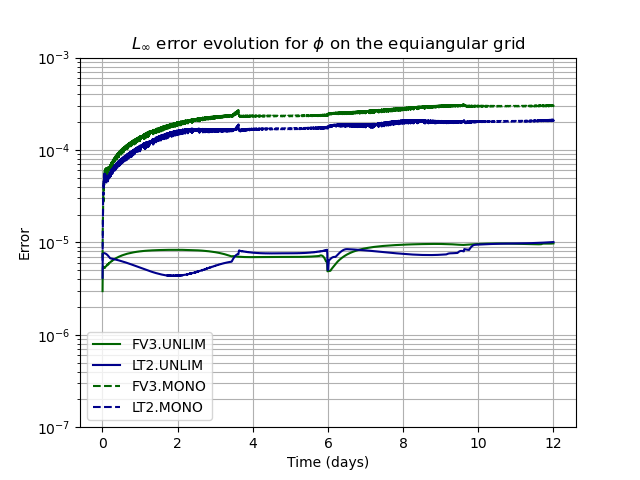 L∞ error evolution for ϕ on the equiangular grid
Error
10⁻³
10⁻⁴
10⁻⁵
10⁻⁶
10⁻⁷
FV3.UNLIM
LT2.UNLIM
FV3.MONO
LT2.MONO
0 2 4 6 8 10 12
Time (days)